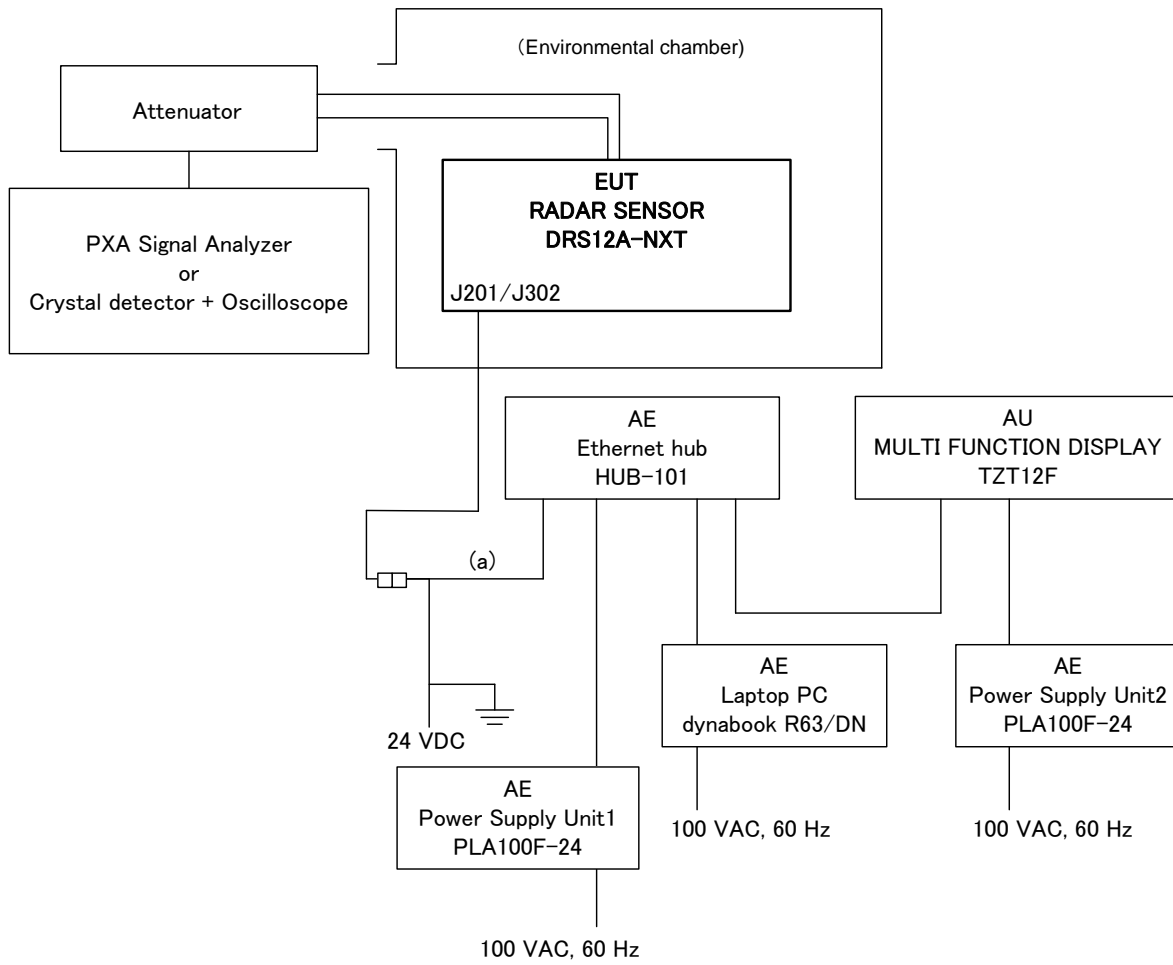 (Environmental chamber)
Attenuator
EUT
RADAR SENSOR
DRS12A-NXT
J201/J302
PXA Signal Analyzer
or
Crystal detector + Oscilloscope
AE
Ethernet hub
HUB-101
AU
MULTI FUNCTION DISPLAY
TZT12F
(a)
24 VDC
AE
Laptop PC
dynabook R63/DN
AE
Power Supply Unit2
PLA100F-24
AE
Power Supply Unit1
PLA100F-24
100 VAC, 60 Hz
100 VAC, 60 Hz
100 VAC, 60 Hz